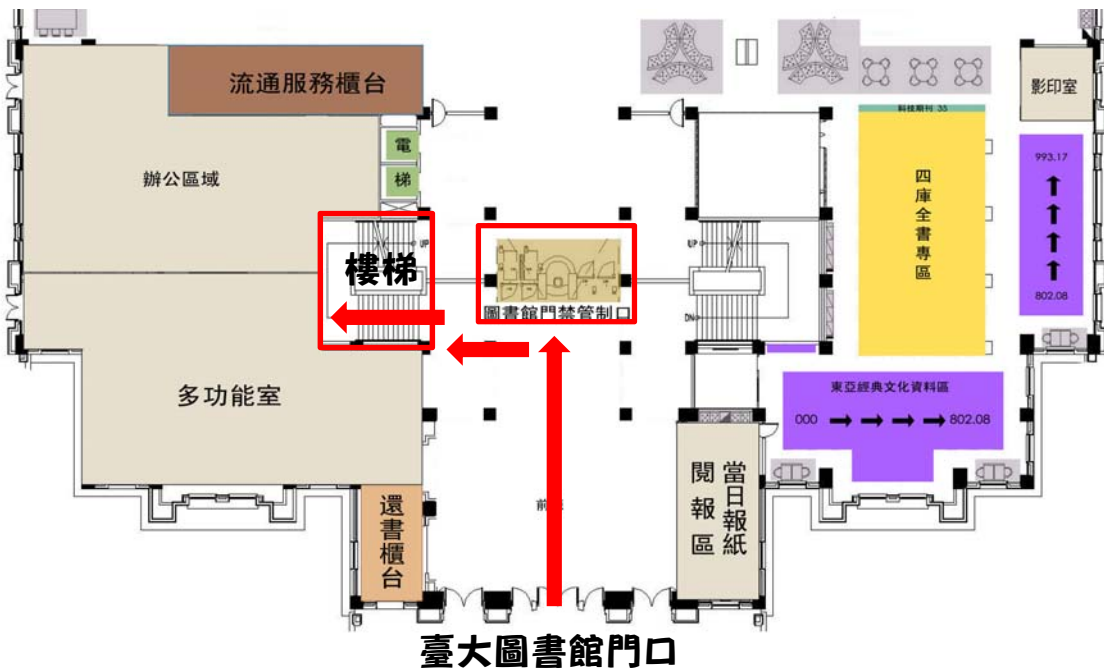 流通服務櫃台
影印室
科技期刊 35
電梯
辦公區域
四庫全書專區
993.17
802.08
UP
樓梯
UP
圖書館門禁管制口
DN
多功能室
東亞經典文化資料區
000 → → → → 802.08
當日報紙
閱報區
還書櫃台
臺大圖書館門口